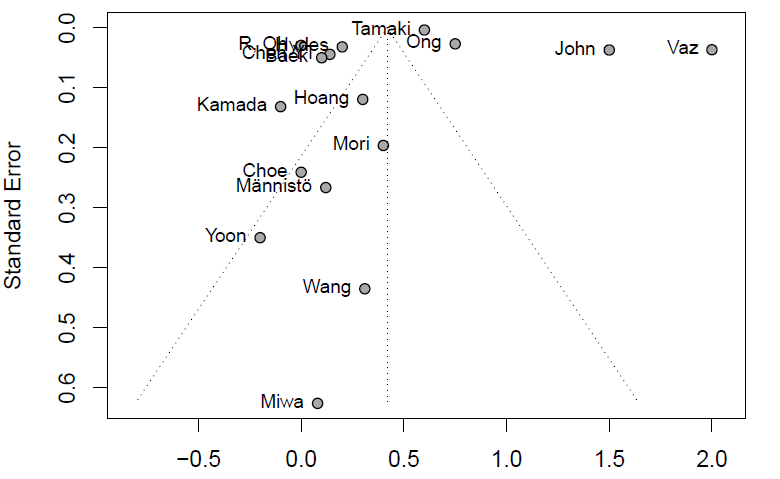 Tamaki
R. Oh
Hydes
Ong
John
Vaz
Baek
Kamada
Hoang
Mori
Choe
Männistö
Yoon
Wang
Miwa
Standard Error
0.0
0.1
0.2
0.3
0.4
0.5
0.6
−0.5
0.0
0.5
1.0
1.5
2.0